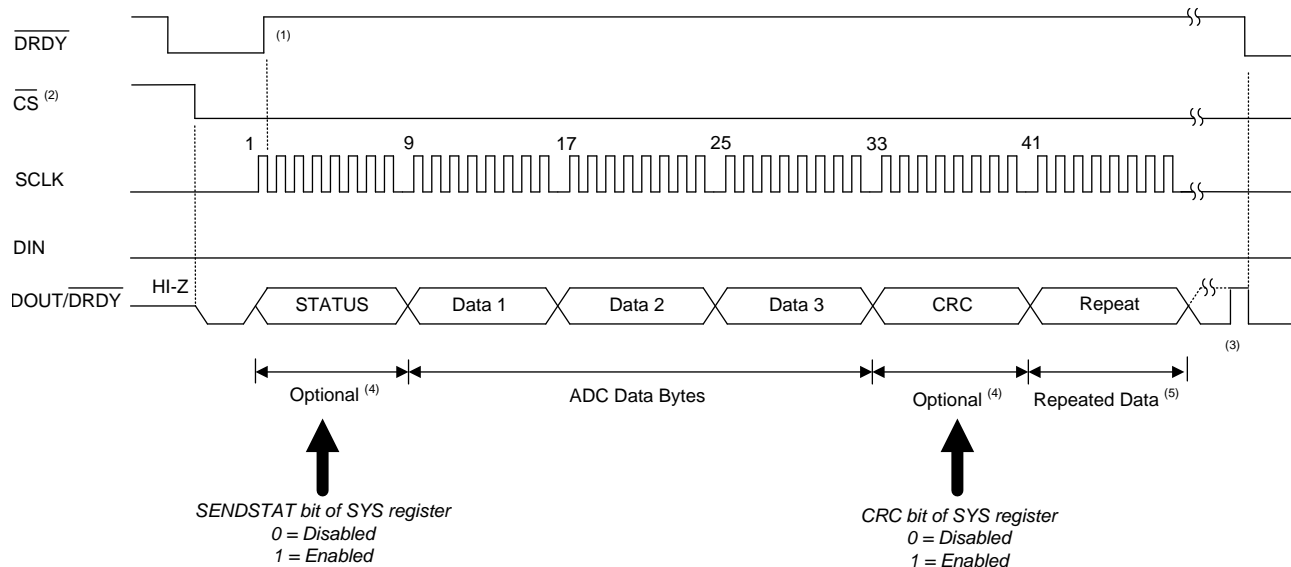 DRDY
(1)
CS (2)
1 9 17 25 33 41
SCLK
DIN
HI-Z
DOUT/DRDY
STATUS Data 1 Data 2 Data 3 CRC Repeat
(3)
Optional (4) ADC Data Bytes Optional (4) Repeated Data (5)
SENDSTAT bit of SYS register
0 = Disabled
1 = Enabled
CRC bit of SYS register
0 = Disabled
1 = Enabled